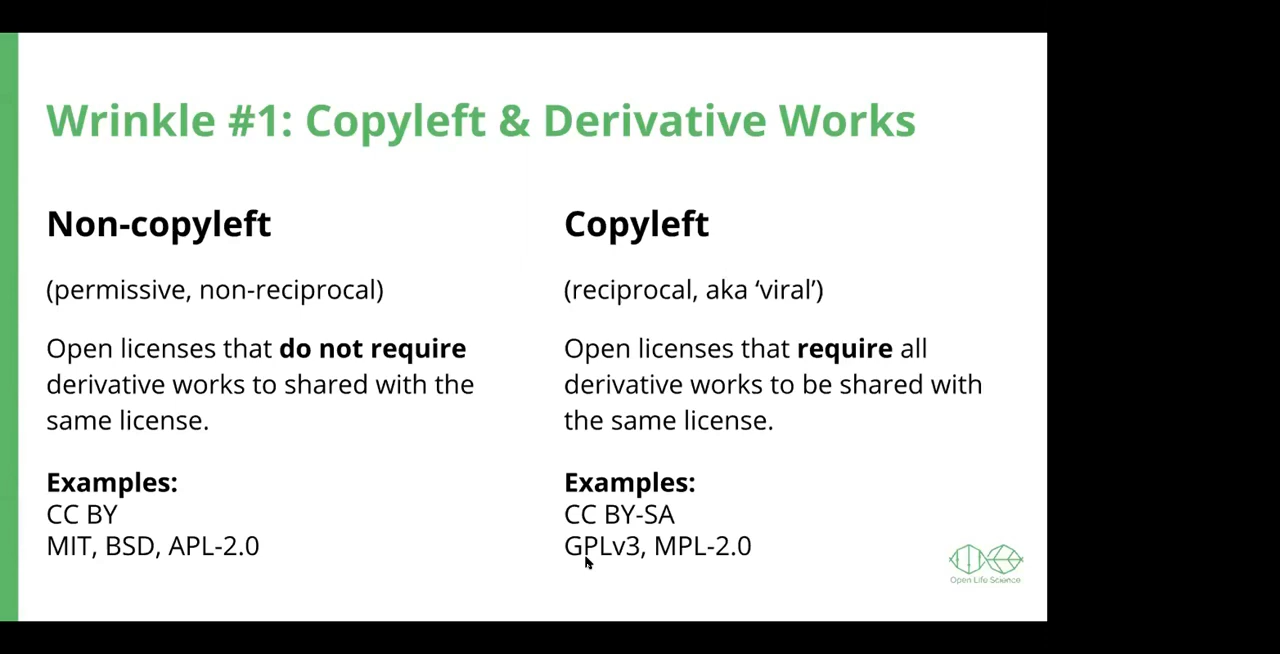 Wrinkle #1: Copyleft & Derivative Works
Non-copyleft
(permissive, non-reciprocal)
Open licenses that do not require
derivative works to shared with the
same license.
Examples:
CC BY
MIT, BSD, APL-2.0
Copyleft
(reciprocal, aka ‘viral’)
Open licenses that require all
derivative works to be shared with
the same license.
Examples:
CC BY-SA
GPLv3, MPL-2.0
Open Life Science